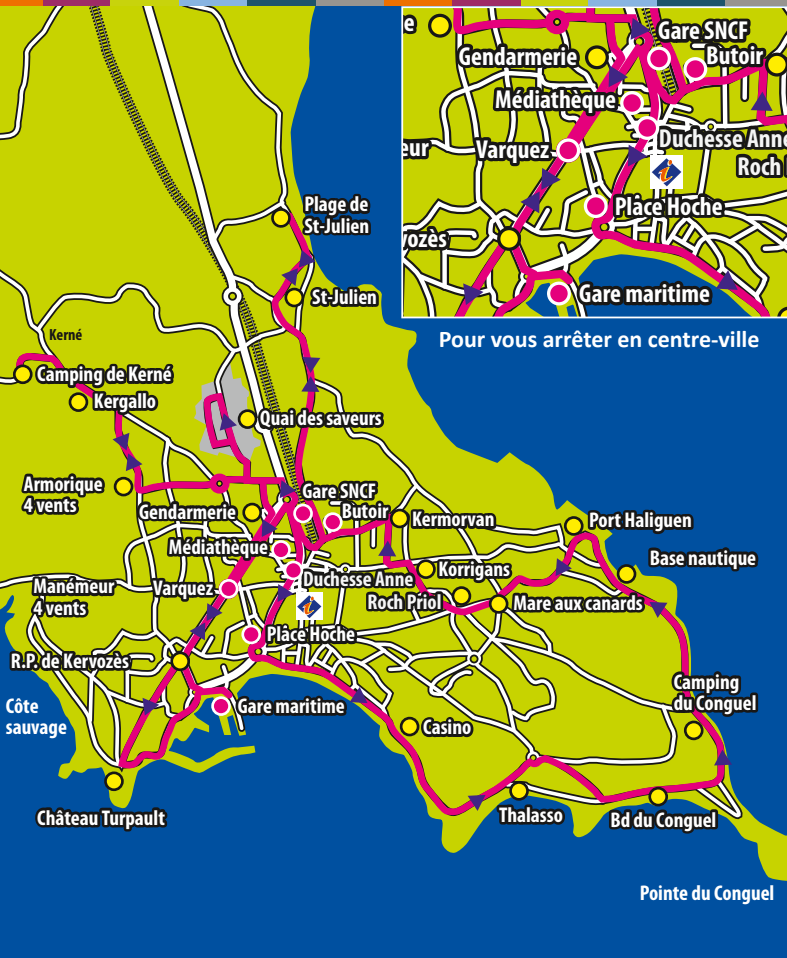 e
Gare SNCF
Gendarmerie
Butoir
Médiathèque
Duchesse Anne
eur
Varquez
Roch
i
Place Hoche
vozès
Gare maritime
Pour vous arrêter en centre-ville
Plage de
St-Julien
St-Julien
Kerné
Camping de Kerné
Kergallo
Quai des saveurs
Armorique
4 vents
Gare SNCF
Gendarmerie
Butoir
Kermorvan
Port Haliguen
Médiathèque
Base nautique
Duchesse Anne
Korrigans
Manémeur
4 vents
Varquez
Roch Priol
Mare aux canards
i
Place Hoche
R.P. de Kervozès
Camping
du Conguel
Côte
sauvage
Gare maritime
Casino
Château Turpault
Thalasso
Bd du Conguel
Pointe du Conguel